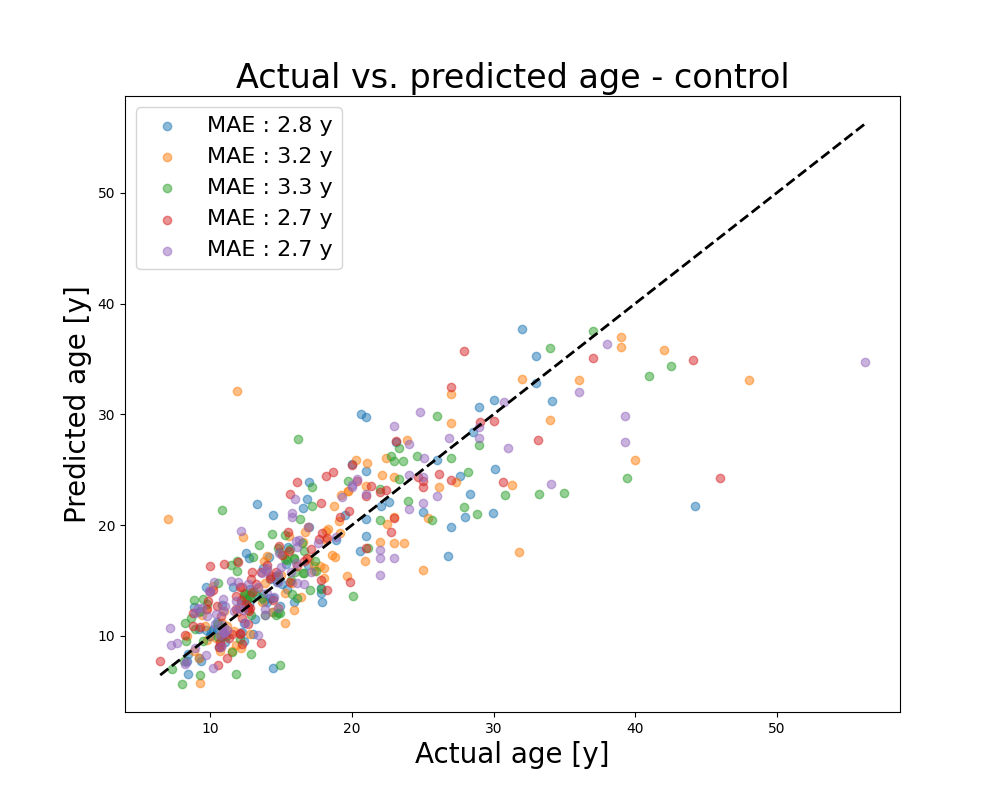 Actual vs. predicted age - control
MAE : 2.8 y
MAE : 3.2 y
MAE : 3.3 y
MAE : 2.7 y
MAE : 2.7 y
50
40
30
20
10
Predicted age [y]
10 20 30 40 50
Actual age [y]